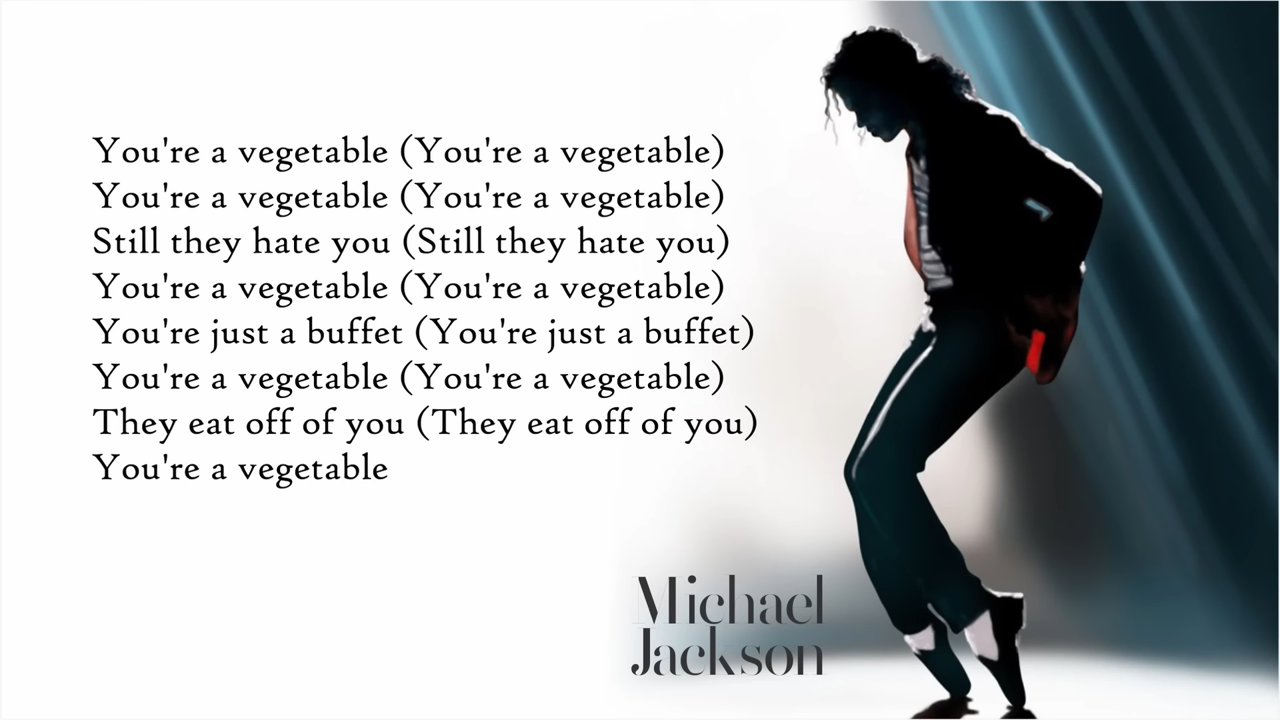 You're a vegetable (You're a vegetable)
You're a vegetable (You're a vegetable)
Still they hate you (Still they hate you)
You're a vegetable (You're a vegetable)
You're just a buffet (You're just a buffet)
You're a vegetable (You're a vegetable)
They eat off of you (They eat off of you)
You're a vegetable
Michael
Jackson